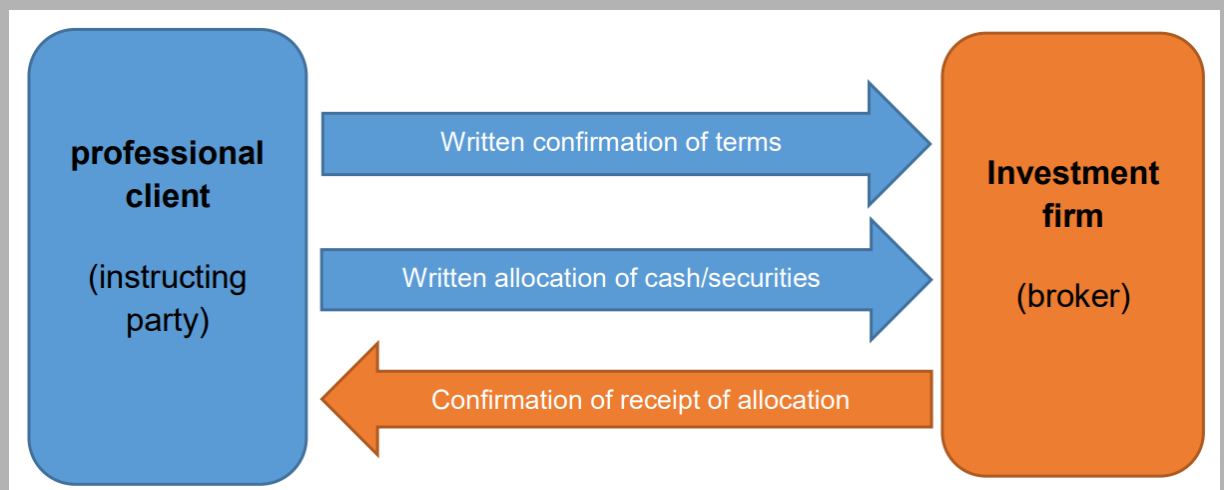 professional
client
(instructing
party)
Written confirmation of terms
Written allocation of cash/securities
Confirmation of receipt of allocation
Investment
firm
(broker)